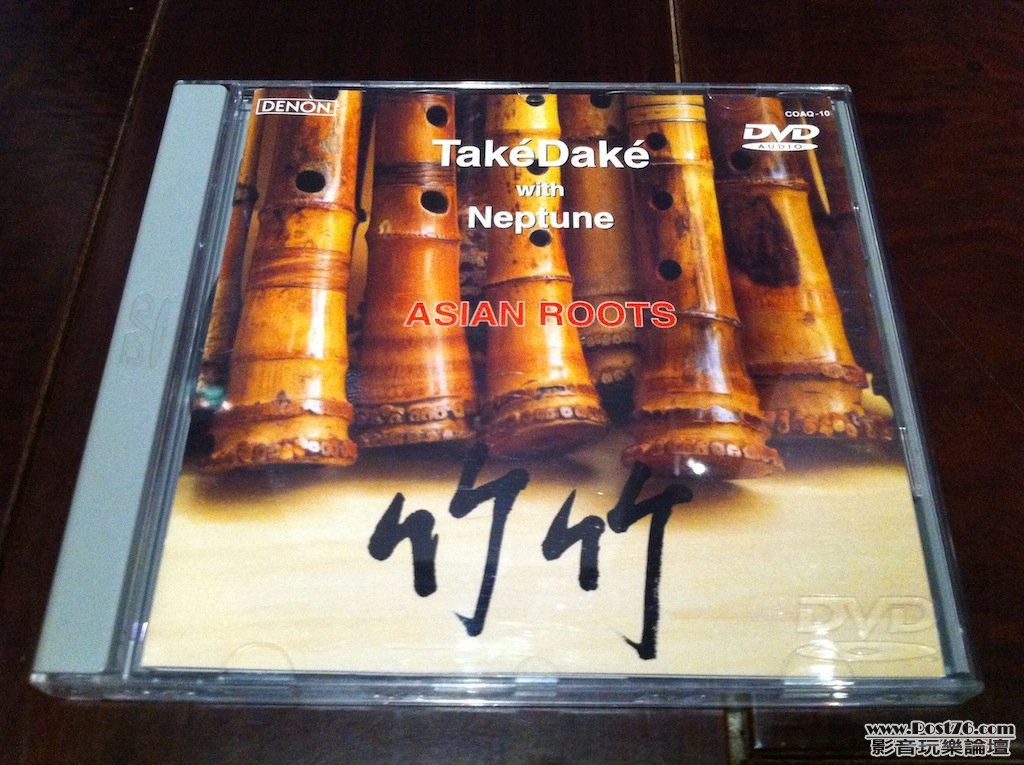 DENON
COAQ-10
DVD
AUDIO
TakéDaké
with
Neptune
ASIAN ROOTS
竹竹
DVD
DVD
www.Post76.com
影音玩樂論壇